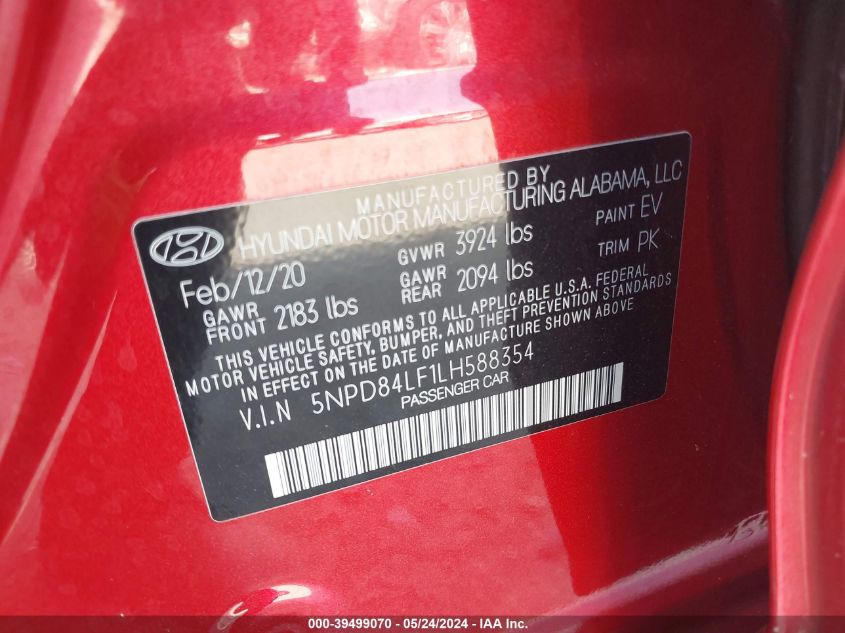 MANUFACTURED BY
HYUNDAI MOTOR MANUFACTURING ALABAMA, LLC
Feb/12/20 GVWR 3924 lbs PAINT EV
GAWR FRONT 2183 lbs GAWR REAR 2094 lbs TRIM PK
THIS VEHICLE CONFORMS TO ALL APPLICABLE U.S.A. FEDERAL
MOTOR VEHICLE SAFETY, BUMPER, AND THEFT PREVENTION STANDARDS
IN EFFECT ON THE DATE OF MANUFACTURE SHOWN ABOVE
V.I.N 5NPD84LF1LH588354
PASSENGER CAR
000-39499070 - 05/24/2024 - IAA Inc.